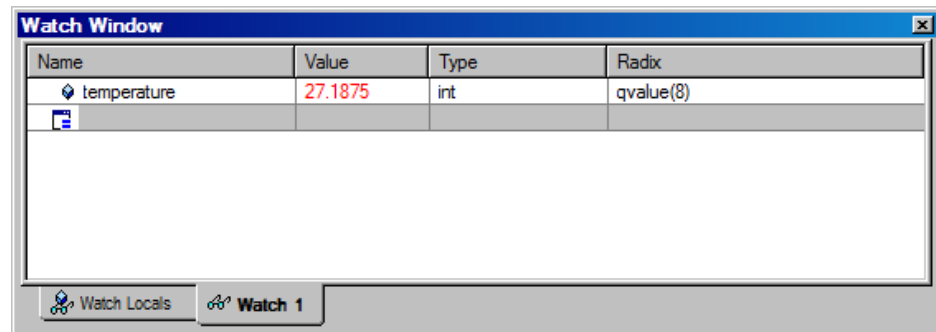 Watch Window
Name Value Type Radix
temperature 27.1875 int qvalue(8)
Watch Locals Watch 1